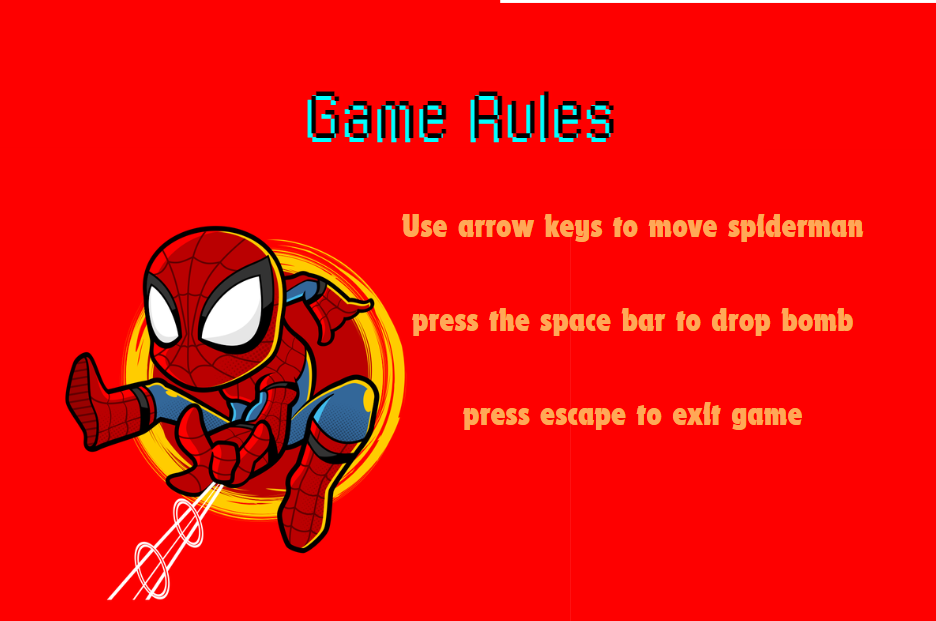 Game Rules
Use arrow keys to move spiderman
press the space bar to drop bomb
press escape to exit game